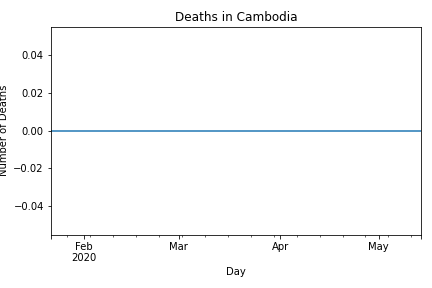 Deaths in Cambodia
Number of Deaths
0.04
0.02
0.00
−0.02
−0.04
Feb
2020
Mar
Apr
May
Day